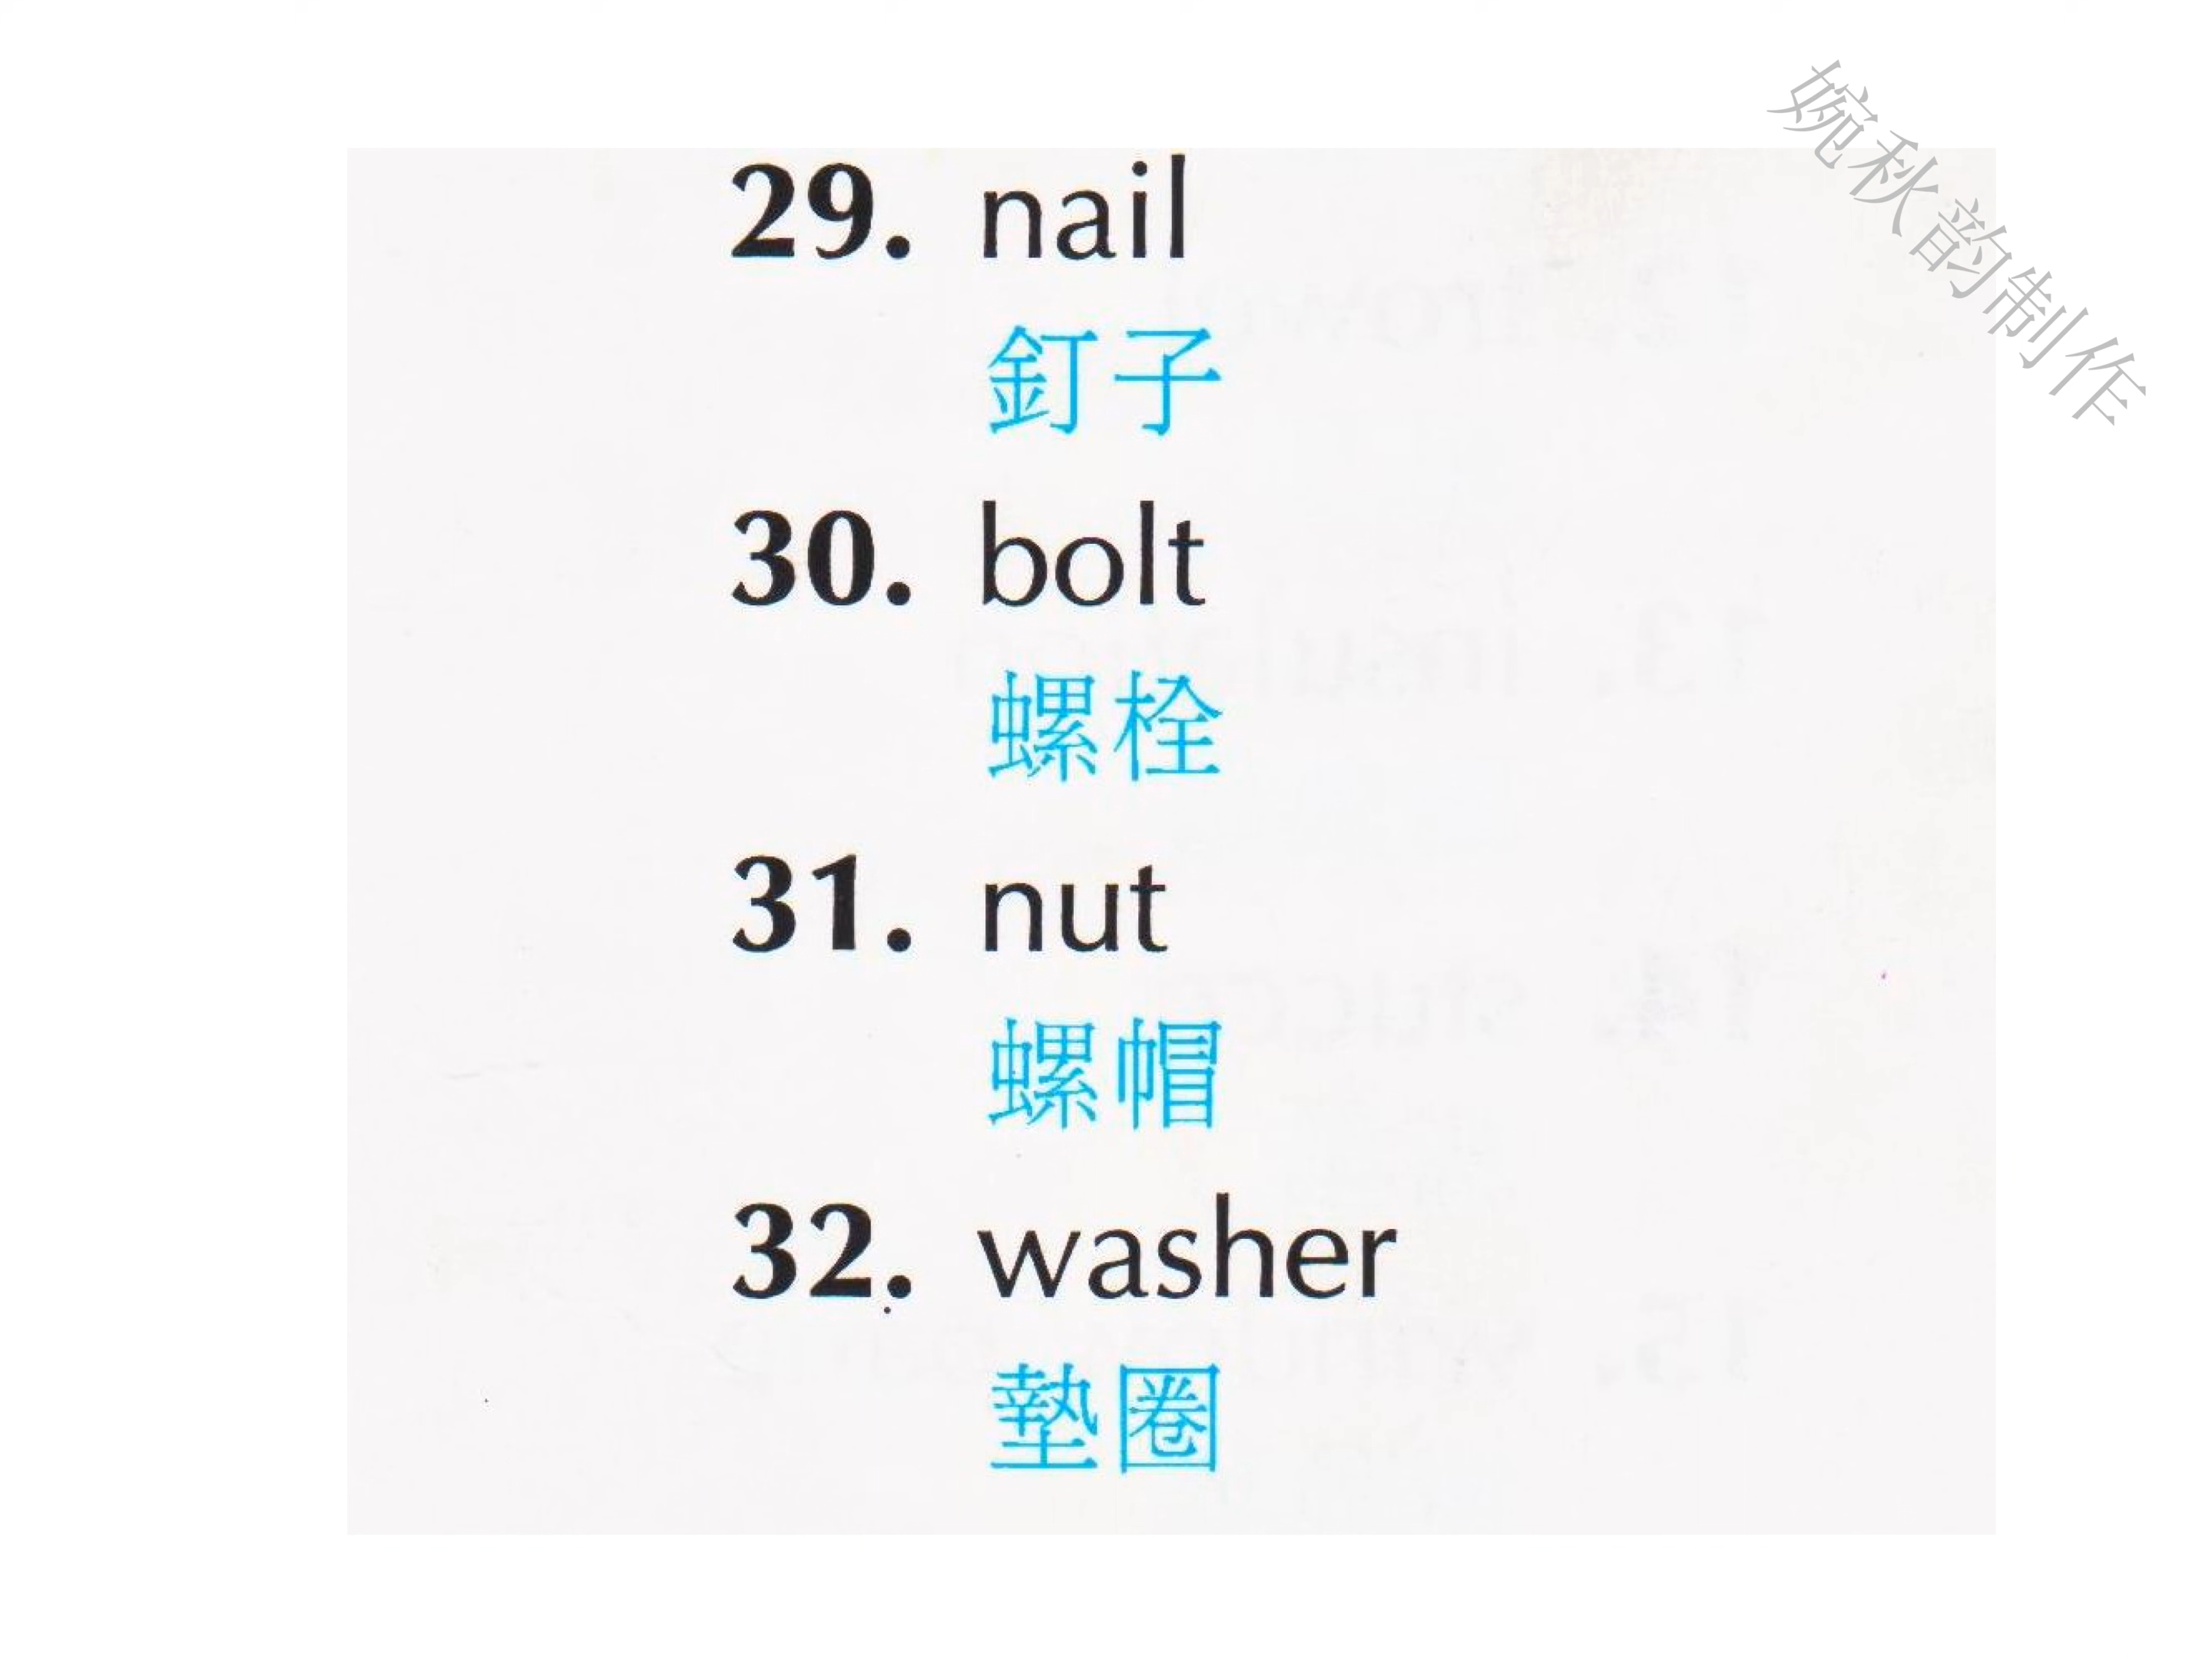 婉秋韵制作
29. nail
釘子
30. bolt
螺栓
31. nut
螺帽
32. washer
墊圈